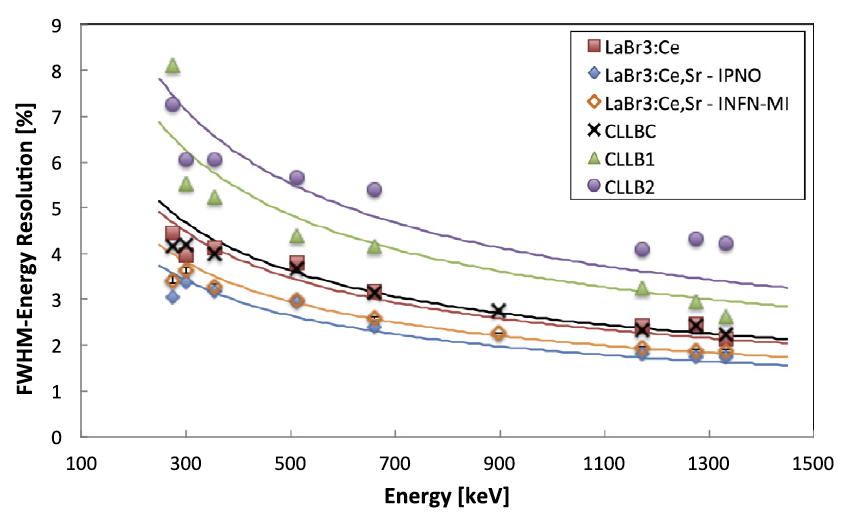 9
8
7
6
5
4
3
2
1
0
FWHM-Energy Resolution [%]
LaBr3:Ce
LaBr3:Ce,Sr - IPNO
LaBr3:Ce,Sr - INFN-MI
CLLBC
CLLB1
CLLB2
100 300 500 700 900 1100 1300 1500
Energy [keV]